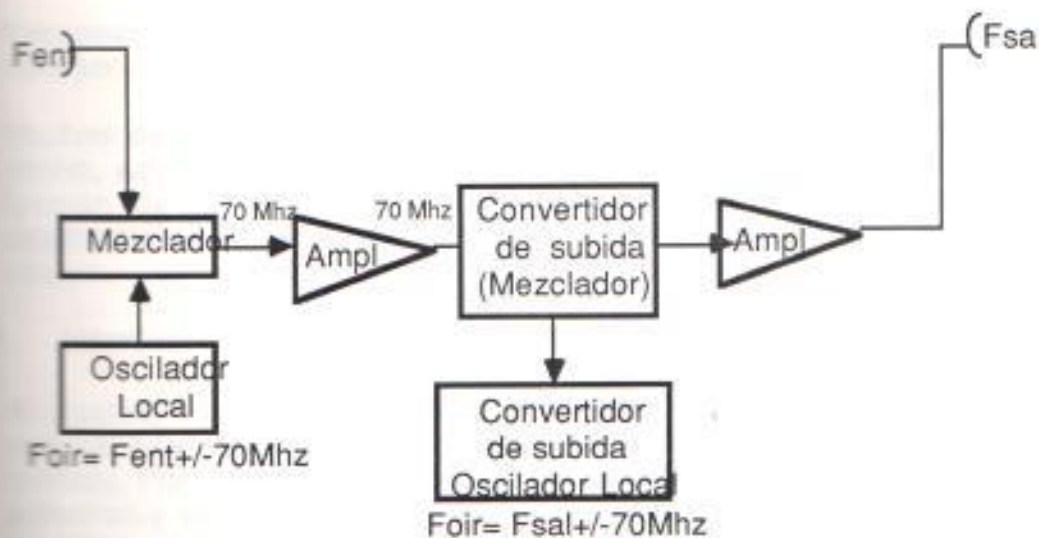 Fent
Fsa
Mezclador
70 Mhz
Ampl
70 Mhz
Convertidor
de subida
(Mezclador)
Ampl
Oscilador
Local
Foir= Fent+/-70Mhz
Convertidor
de subida
Oscilador Local
Foir= Fsal+/-70Mhz